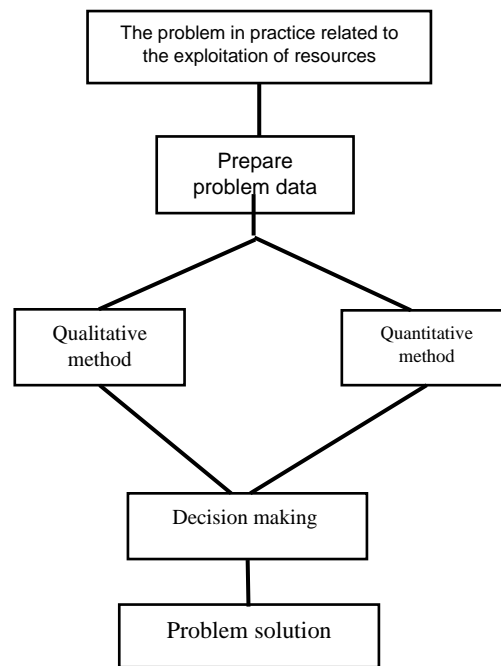 The problem in practice related to
the exploitation of resources
Prepare
problem data
Qualitative
method
Quantitative
method
Decision making
Problem solution